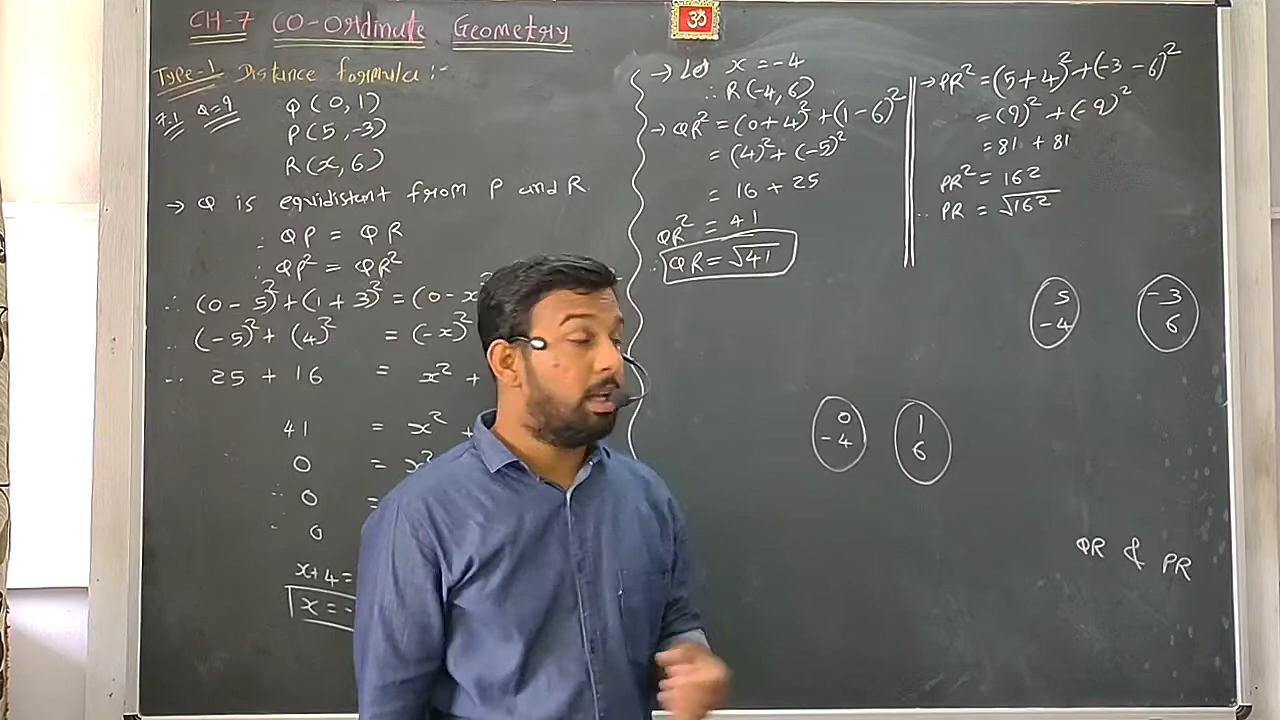 CH-7 CO-ordinate Geometry
ॐ
Type-1 Distance formula :-
7.1 Q=9 Q(0,1)
P(5,-3)
R(x,6)
→ Q is equidistant from P and R.
∴ QP = QR
∴ QP² = QR²
∴ (0-5)²+(1+3)²=(0-x)²
(-5)²+(4)² = (-x)²
∴ 25 + 16 = x² +
41 = x² +
0 = x²
∴ 0 =
∴ 0
x+4=
x=-
→ Let x = -4
∴ R(-4,6)
→ QR² = (0+4)²+(1-6)²
= (4)²+(-5)²
= 16 + 25
QR² = 41
∴ QR = √41
→ PR² = (5+4)²+(-3-6)²
= (9)²+(-9)²
= 81 + 81
PR² = 162
∴ PR = √162
5 -3
-4 6
0 1
-4 6
QR & PR